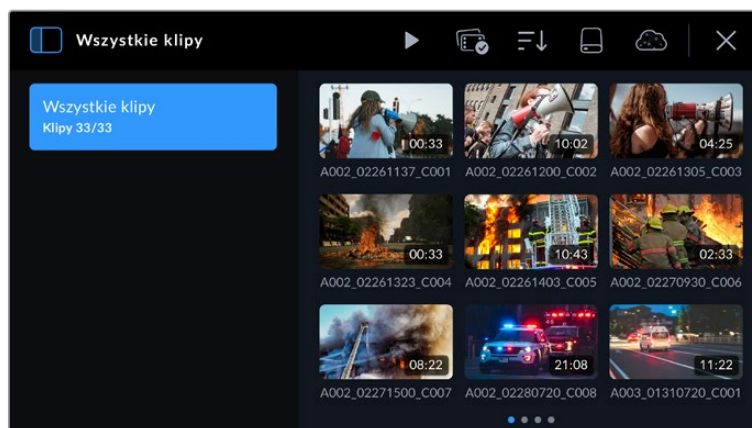 Wszystkie klipy
Wszystkie klipy
Klipy 33/33
00:33
10:02
04:25
A002_02261137_C001
A002_02261200_C002
A002_02261305_C003
00:33
10:43
02:33
A002_02261323_C004
A002_02261403_C005
A002_02270930_C006
08:22
21:08
11:22
A002_02271500_C007
A002_02280720_C008
A003_01310720_C001